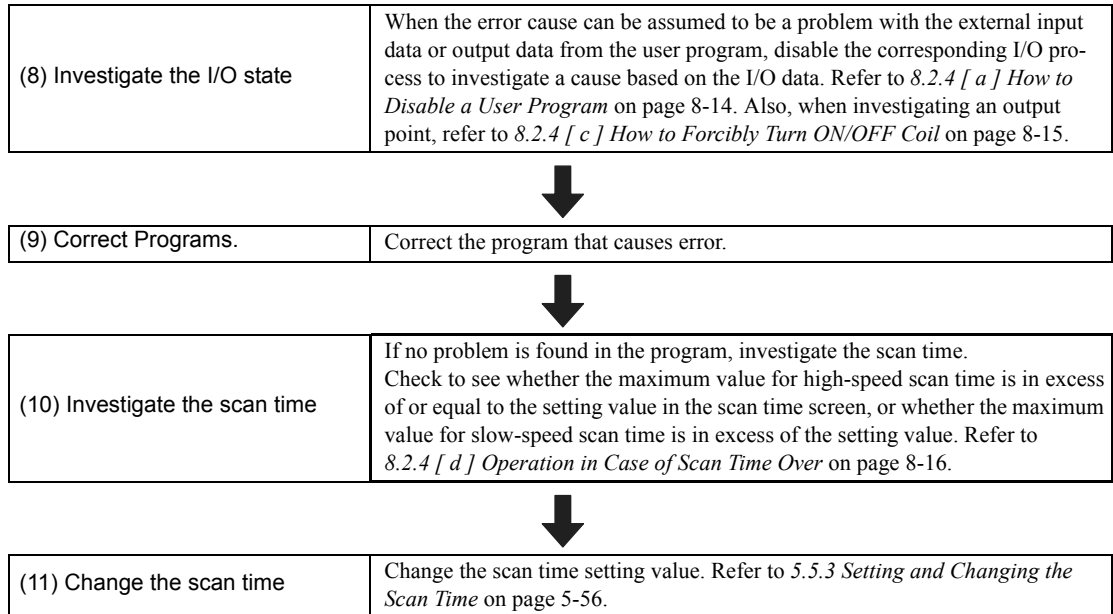 (8) Investigate the I/O state
When the error cause can be assumed to be a problem with the external input
data or output data from the user program, disable the corresponding I/O pro-
cess to investigate a cause based on the I/O data. Refer to 8.2.4 [ a ] How to
Disable a User Program on page 8-14. Also, when investigating an output
point, refer to 8.2.4 [ c ] How to Forcibly Turn ON/OFF Coil on page 8-15.
(9) Correct Programs.
Correct the program that causes error.
(10) Investigate the scan time
If no problem is found in the program, investigate the scan time.
Check to see whether the maximum value for high-speed scan time is in excess
of or equal to the setting value in the scan time screen, or whether the maximum
value for slow-speed scan time is in excess of the setting value. Refer to
8.2.4 [ d ] Operation in Case of Scan Time Over on page 8-16.
(11) Change the scan time
Change the scan time setting value. Refer to 5.5.3 Setting and Changing the
Scan Time on page 5-56.